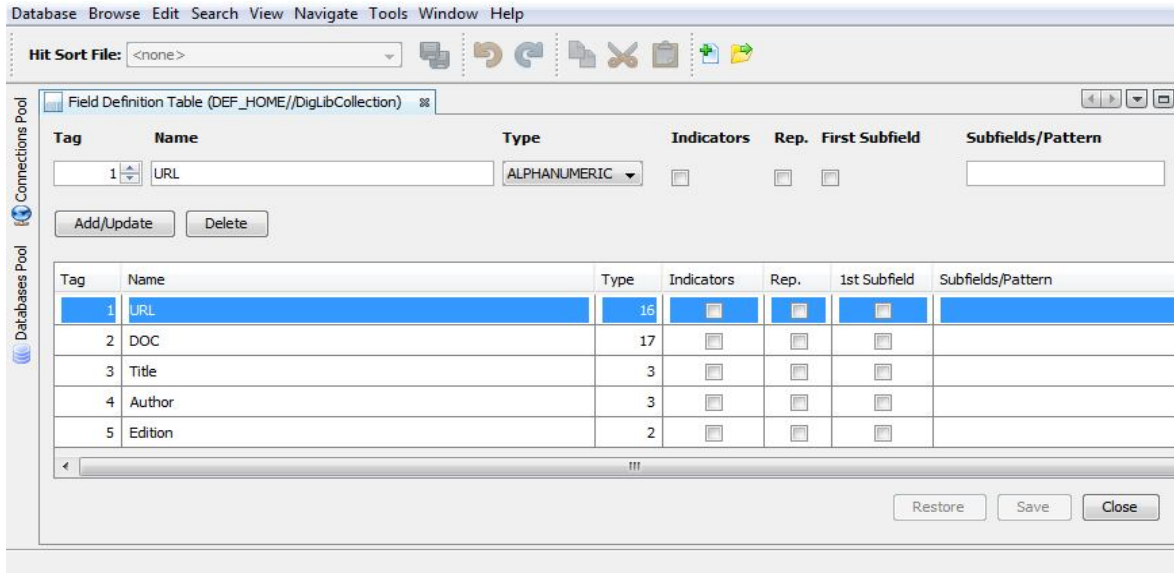 Database Browse Edit Search View Navigate Tools Window Help
Hit Sort File: <none>
Connections Pool
Databases Pool
Field Definition Table (DEF_HOME//DigLibCollection)
Tag Name Type Indicators Rep. First Subfield Subfields/Pattern
1 URL ALPHANUMERIC
Add/Update Delete
Tag Name Type Indicators Rep. 1st Subfield Subfields/Pattern
1 URL 16
2 DOC 17
3 Title 3
4 Author 3
5 Edition 2
Restore Save Close